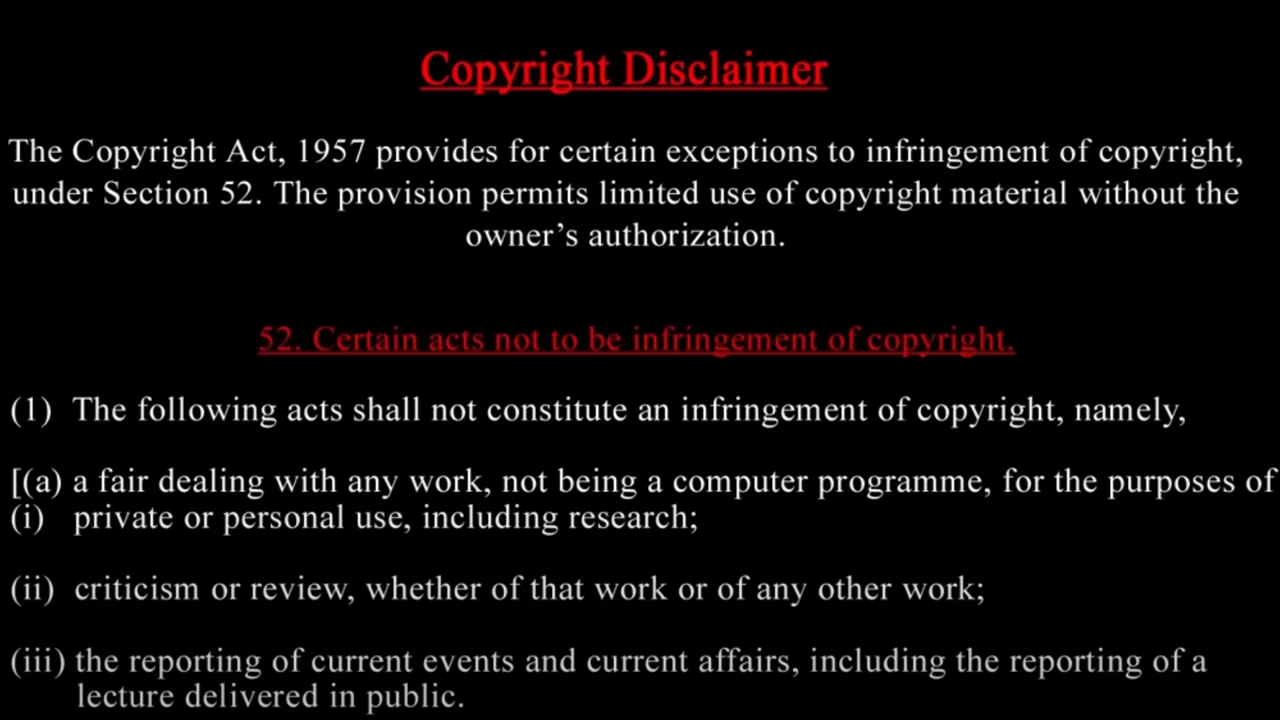 Copyright Disclaimer
The Copyright Act, 1957 provides for certain exceptions to infringement of copyright,
under Section 52. The provision permits limited use of copyright material without the
owner’s authorization.
52. Certain acts not to be infringement of copyright.
(1) The following acts shall not constitute an infringement of copyright, namely,
[(a) a fair dealing with any work, not being a computer programme, for the purposes of
(i) private or personal use, including research;
(ii) criticism or review, whether of that work or of any other work;
(iii) the reporting of current events and current affairs, including the reporting of a
lecture delivered in public.